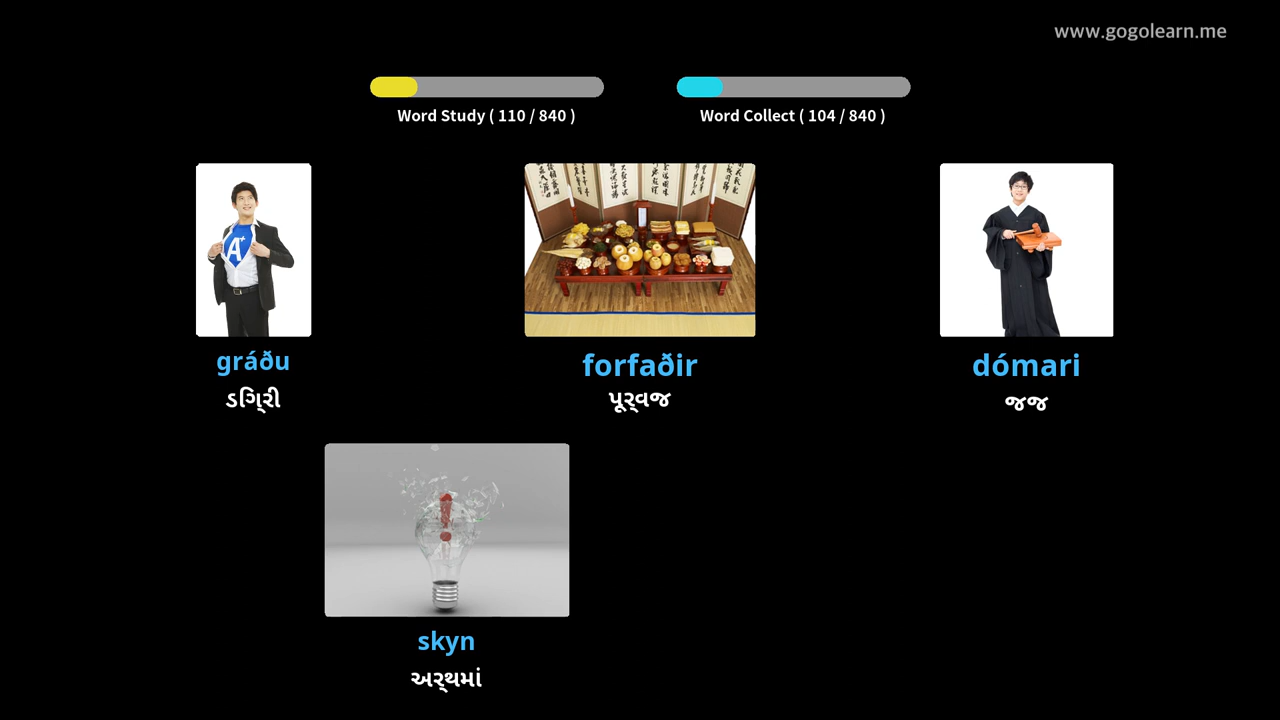 www.gogolearn.me
Word Study ( 110 / 840 )
Word Collect ( 104 / 840 )
gráðu
ડિગ્રી
forfaðir
પૂર્વજ
dómari
જજ
skyn
અર્થમાં